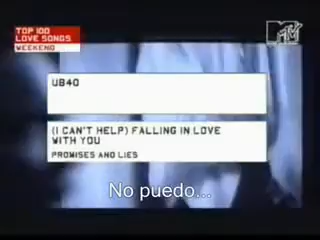 TOP 100
LOVE SONGS
WEEKEND
MTV
UB40
(I CAN'T HELP) FALLING IN LOVE
WITH YOU
PROMISES AND LIES
No puedo...